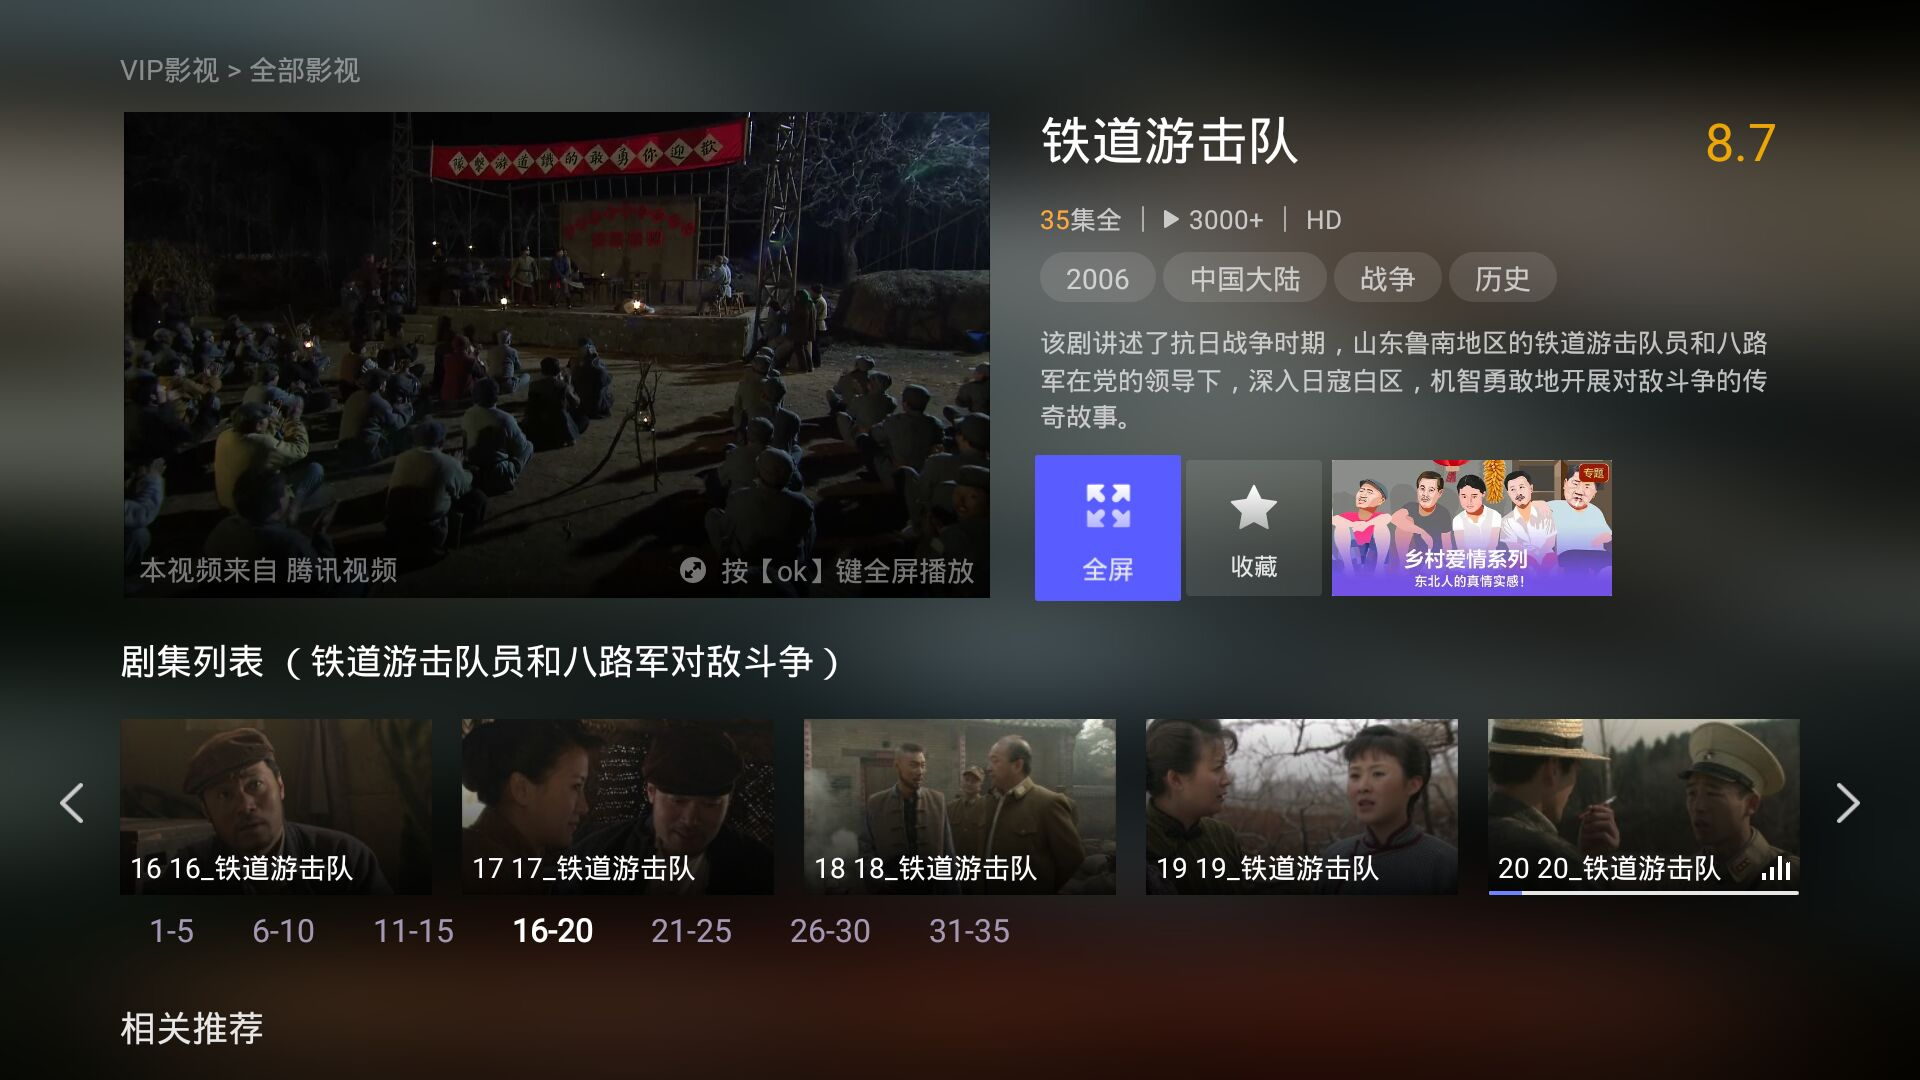 VIP影视 > 全部影视
隊擊游道鐵的敢勇你迎歡
本视频来自 腾讯视频
按【ok】键全屏播放
铁道游击队
8.7
35集全 | 3000+ | HD
2006 中国大陆 战争 历史
该剧讲述了抗日战争时期，山东鲁南地区的铁道游击队员和八路
军在党的领导下，深入日寇白区，机智勇敢地开展对敌斗争的传
奇故事。
全屏
收藏
专题
乡村爱情系列
东北人的真情实感！
剧集列表 （铁道游击队员和八路军对敌斗争）
16 16_铁道游击队
17 17_铁道游击队
18 18_铁道游击队
19 19_铁道游击队
20 20_铁道游击队
1-5 6-10 11-15 16-20 21-25 26-30 31-35
相关推荐